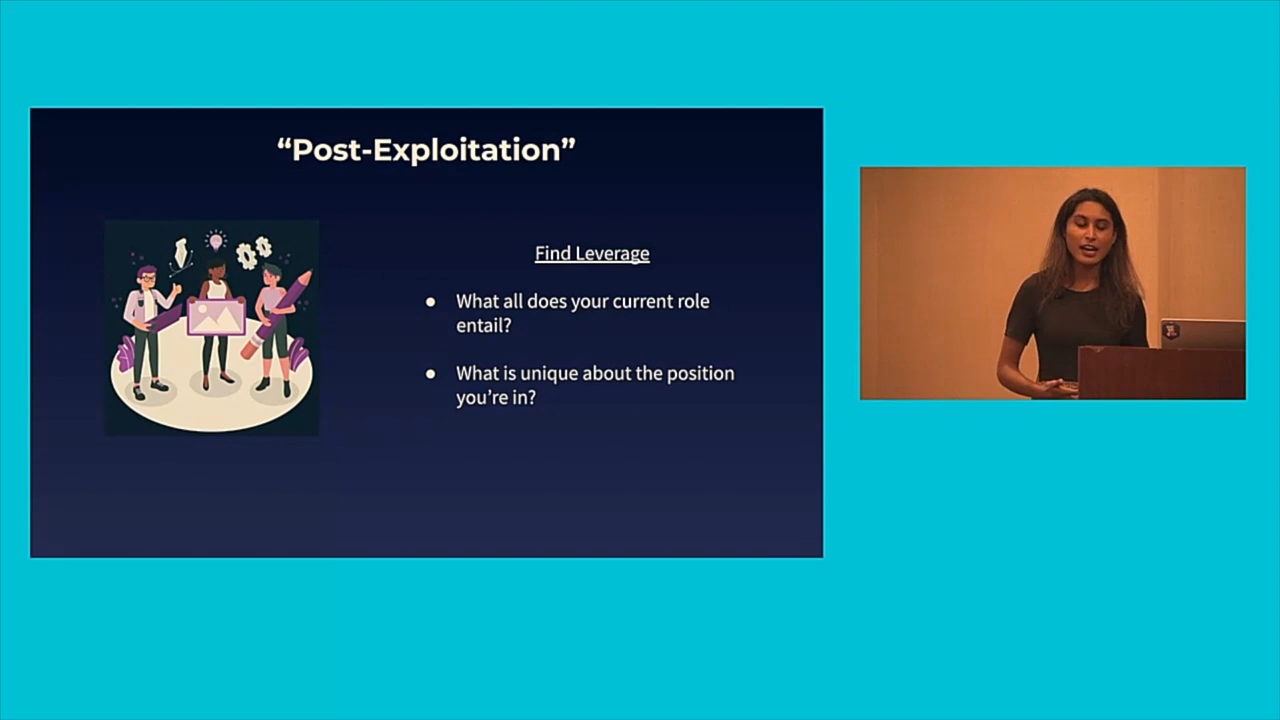 “Post-Exploitation”
Find Leverage
● What all does your current role
entail?
● What is unique about the position
you’re in?